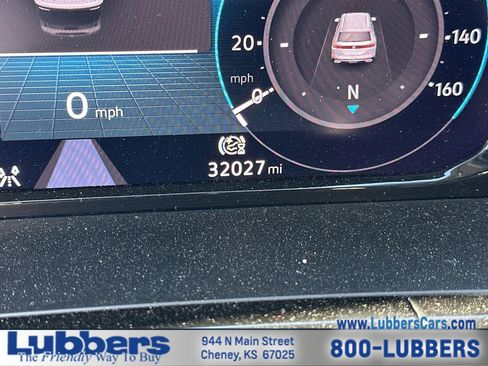 20
mph
0
140
160
N
0 mph
32027 mi
Lubbers
The Friendly Way To Buy
944 N Main Street
Cheney, KS 67025
www.LubbersCars.com
800-LUBBERS